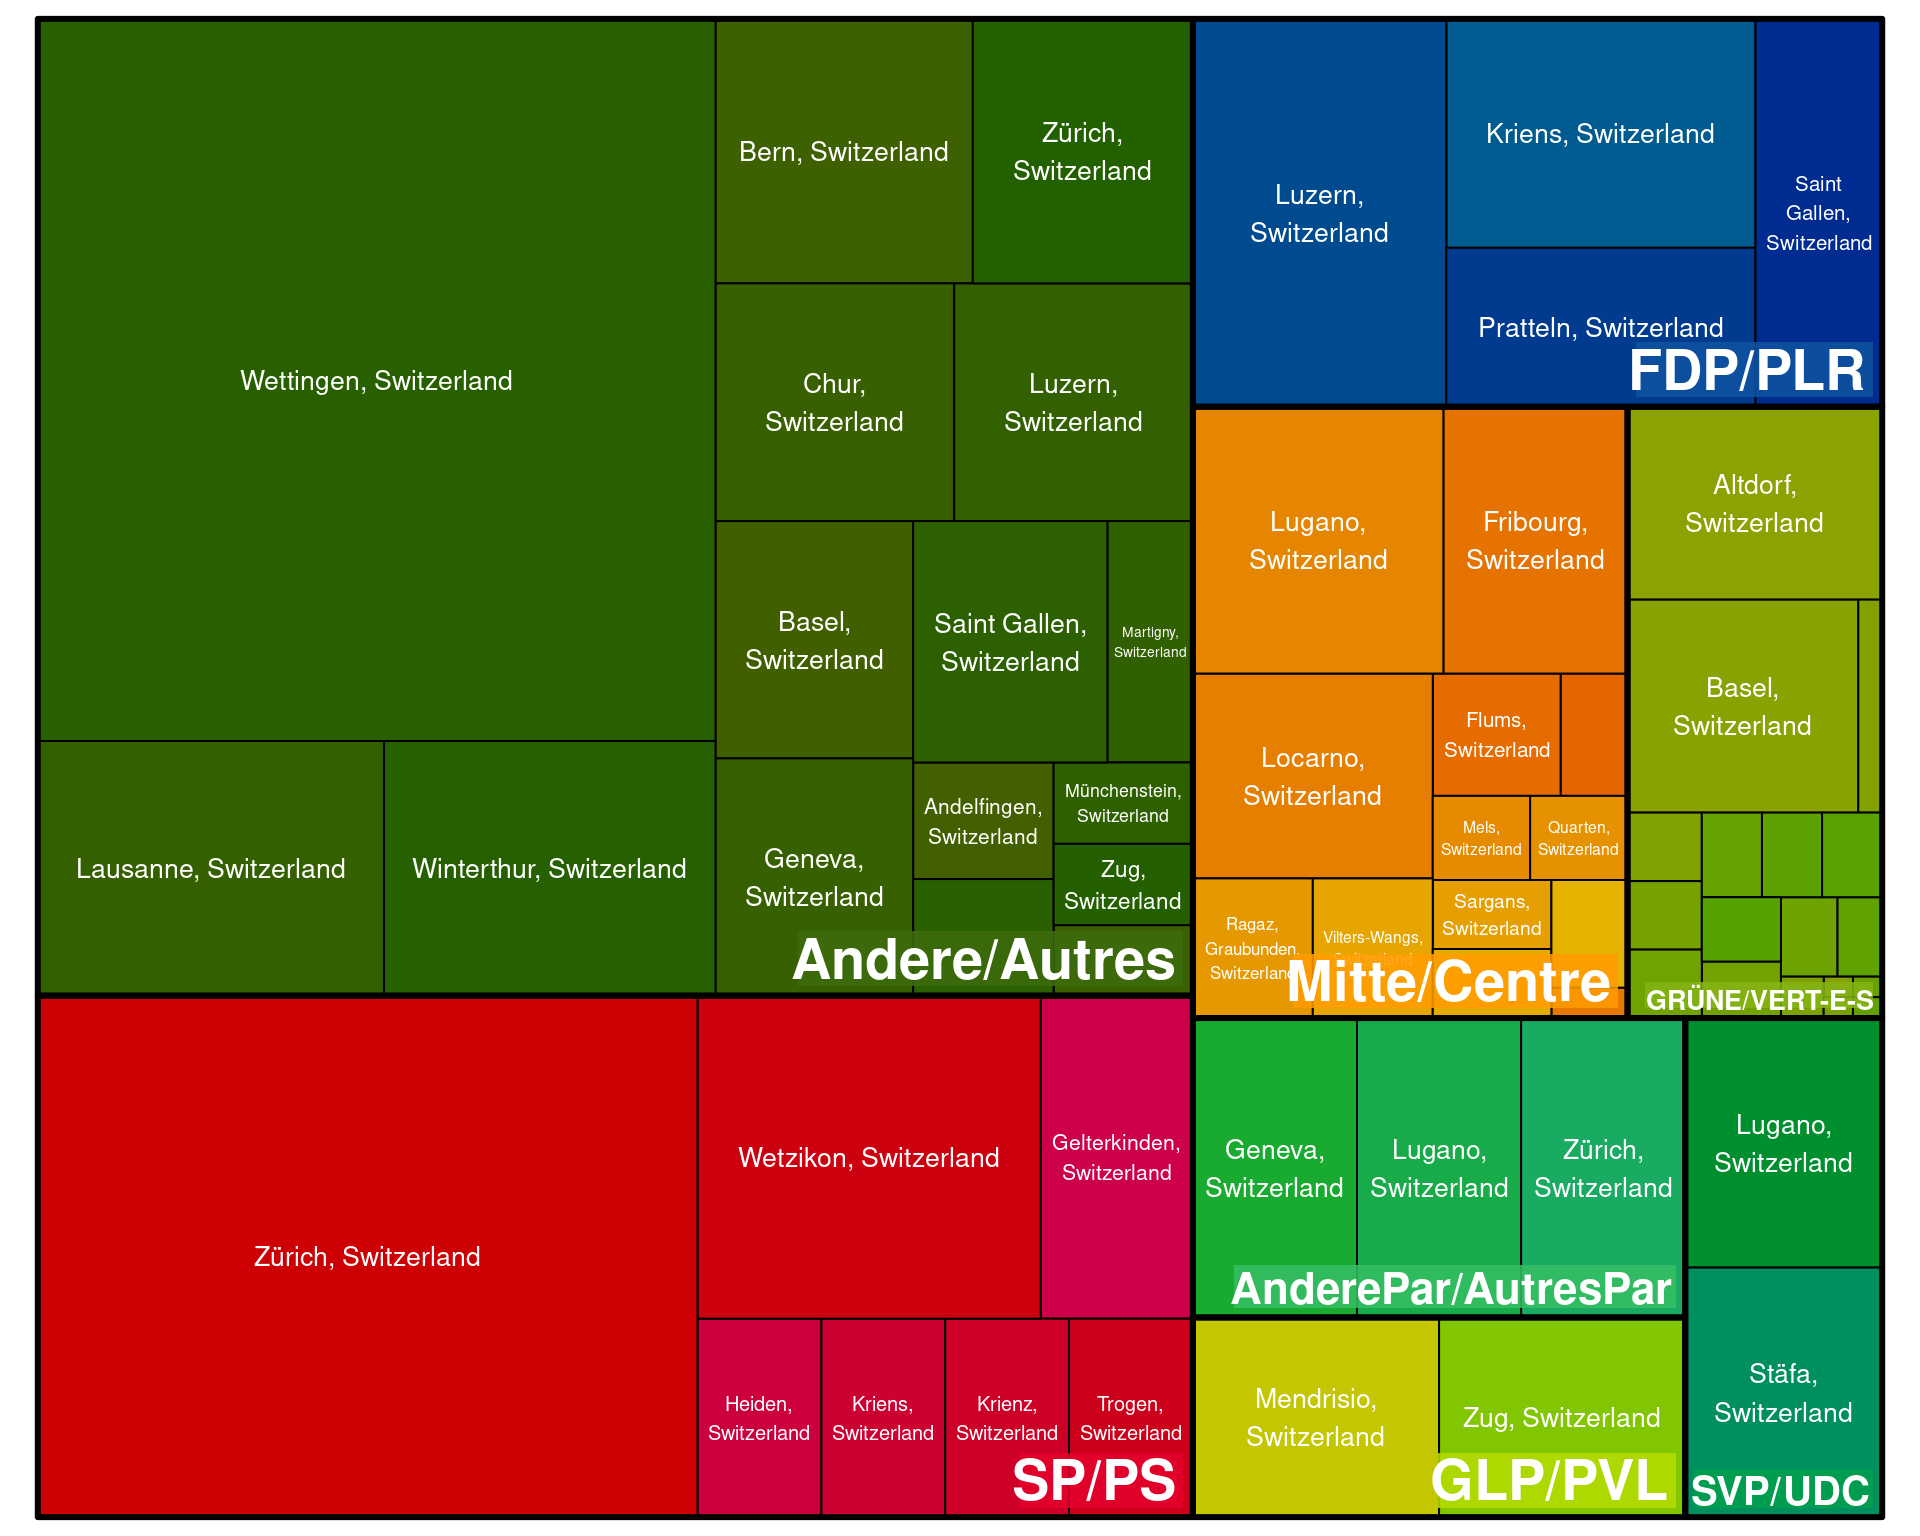 Wettingen, Switzerland
Bern, Switzerland
Zürich,
Switzerland
Chur,
Switzerland
Luzern,
Switzerland
Basel,
Switzerland
Saint Gallen,
Switzerland
Martigny,
Switzerland
Lausanne, Switzerland
Winterthur, Switzerland
Geneva,
Switzerland
Andelfingen,
Switzerland
Münchenstein,
Switzerland
Zug,
Switzerland
Andere/Autres
Luzern,
Switzerland
Kriens, Switzerland
Saint
Gallen,
Switzerland
Pratteln, Switzerland
FDP/PLR
Lugano,
Switzerland
Fribourg,
Switzerland
Locarno,
Switzerland
Flums,
Switzerland
Mels,
Switzerland
Quarten,
Switzerland
Ragaz,
Graubunden,
Switzerland
Vilters-Wangs,
Switzerland
Sargans,
Switzerland
Mitte/Centre
Altdorf,
Switzerland
Basel,
Switzerland
GRÜNE/VERT-E-S
Zürich, Switzerland
Wetzikon, Switzerland
Gelterkinden,
Switzerland
Heiden,
Switzerland
Kriens,
Switzerland
Krienz,
Switzerland
Trogen,
Switzerland
SP/PS
Geneva,
Switzerland
Lugano,
Switzerland
Zürich,
Switzerland
AnderePar/AutresPar
Mendrisio,
Switzerland
Zug, Switzerland
GLP/PVL
Lugano,
Switzerland
Stäfa,
Switzerland
SVP/UDC